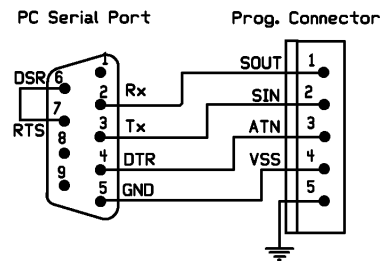 PC Serial Port
Prog. Connector
1
DSR 6
2 Rx
7
RTS
3 Tx
8
4 DTR
9
5 GND
SOUT 1
SIN 2
ATN 3
VSS 4
5